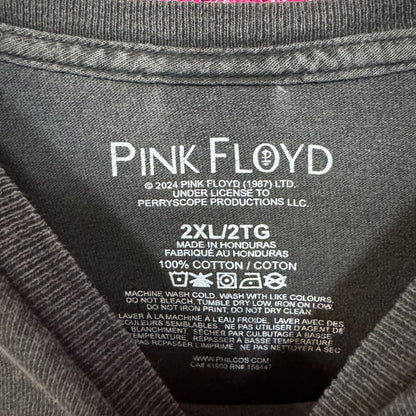 PINK FLOYD
© 2024 PINK FLOYD (1987) LTD.
UNDER LICENSE TO
PERRYSCOPE PRODUCTIONS LLC.
2XL/2TG
MADE IN HONDURAS
FABRIQUÉ AU HONDURAS
100% COTTON / COTON
MACHINE WASH COLD. WASH WITH LIKE COLOURS.
DO NOT BLEACH, TUMBLE DRY LOW, IRON ON LOW.
DO NOT IRON PRINT, DO NOT DRY CLEAN
LAVER À LA MACHINE À L'EAU FROIDE. LAVER AVEC DES
COULEURS SEMBLABLES. NE PAS UTILISER D'AGENT DE
BLANCHIMENT. SÉCHER PAR CULBUTAGE À BASSE
TEMPÉRATURE. REPASSER À BASSE TEMPÉRATURE
PAS REPASSER L'IMPRIMÉ. NE PAS NETTOYER À SEC
WWW.PHILCOS.COM
CA# 41900 RN# 156447